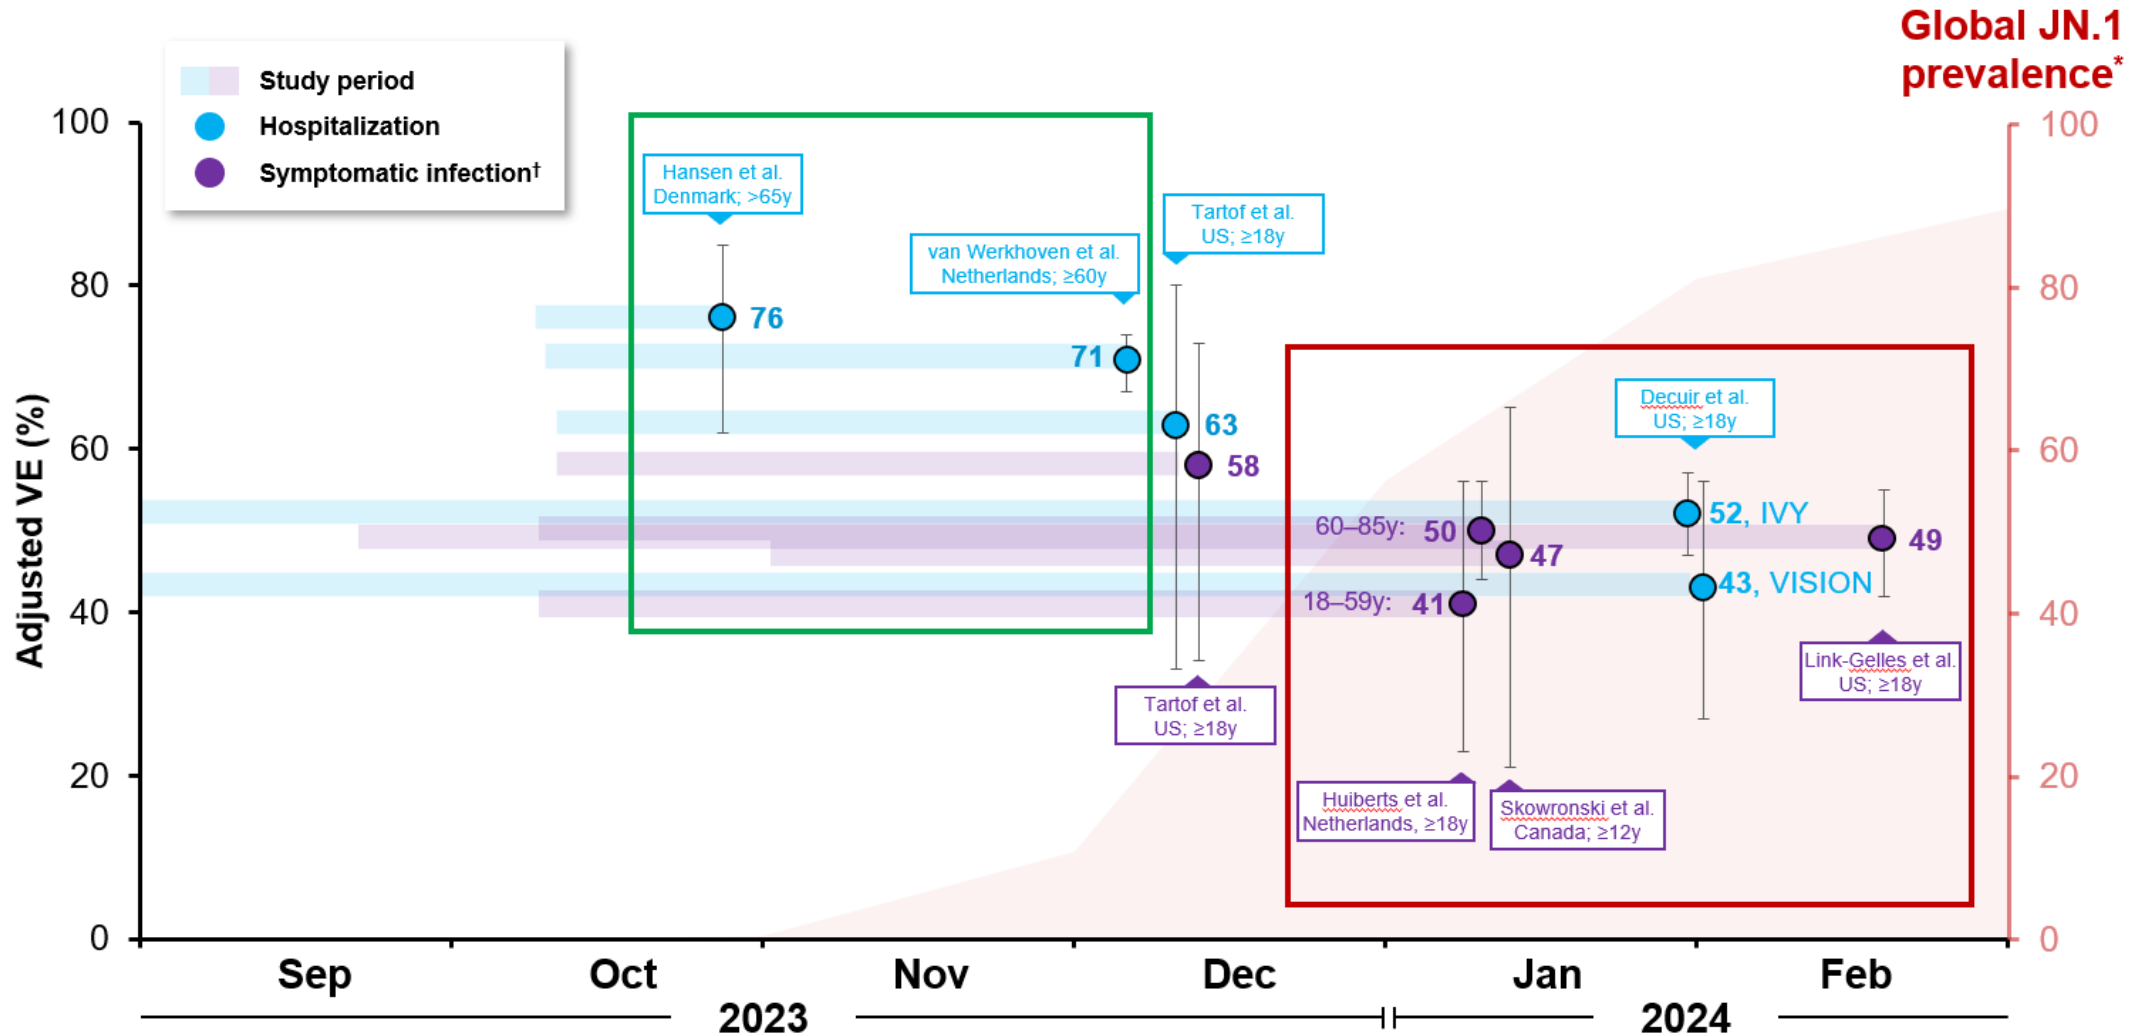 Global JN.1
prevalence*
Study period
Hospitalization
Symptomatic infection†
Adjusted VE (%)
100
80
60
40
20
0
100
80
60
40
20
0
Hansen et al.
Denmark; >65y
76
van Werkhoven et al.
Netherlands; ≥60y
71
Tartof et al.
US; ≥18y
63
58
Tartof et al.
US; ≥18y
Decuir et al.
US; ≥18y
52, IVY
43, VISION
60–85y: 50
47
18–59y: 41
49
Link-Gelles et al.
US; ≥18y
Huiberts et al.
Netherlands, ≥18y
Skowronski et al.
Canada; ≥12y
Sep Oct Nov Dec Jan Feb
2023 2024